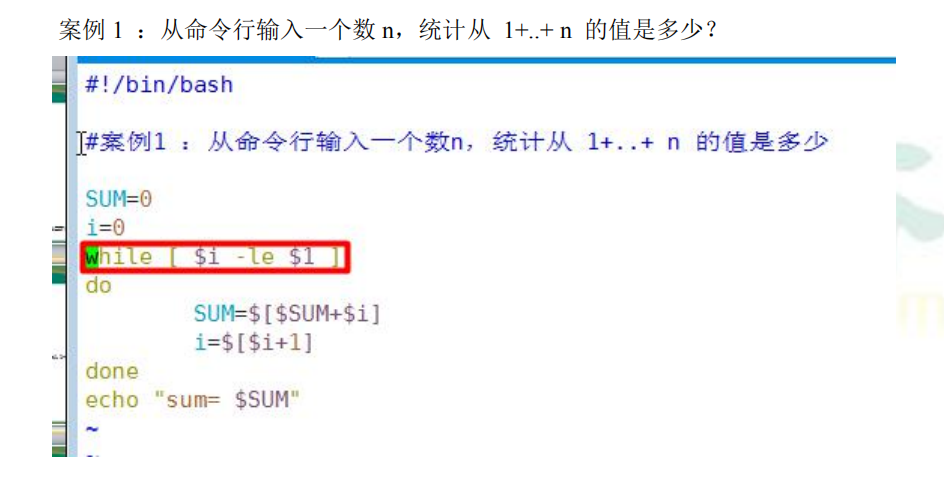 案例 1 ：从命令行输入一个数 n，统计从 1+..+ n 的值是多少？
#!/bin/bash
#案例1 ：从命令行输入一个数n，统计从 1+..+ n 的值是多少
SUM=0
i=0
while [ $i -le $1 ]
do
SUM=$[$SUM+$i]
i=$[$i+1]
done
echo "sum= $SUM"
~